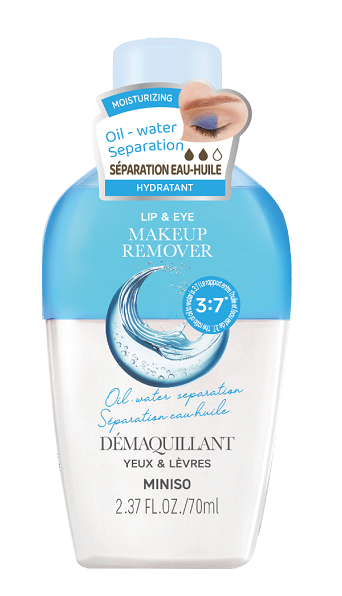 MOISTURIZING
Oil - water
Separation
SÉPARATION EAU-HUILE
HYDRATANT
LIP & EYE
MAKEUP
REMOVER
3:7*
Oil-water separation
Séparation eau-huile
DÉMAQUILLANT
YEUX & LÈVRES
MINISO
2.37 FL.OZ./70ml